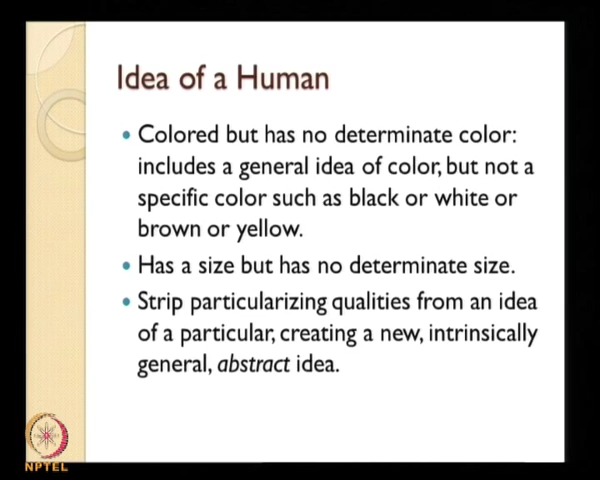 Idea of a Human
• Colored but has no determinate color:
includes a general idea of color, but not a
specific color such as black or white or
brown or yellow.
• Has a size but has no determinate size.
• Strip particularizing qualities from an idea
of a particular, creating a new, intrinsically
general, abstract idea.
NPTEL